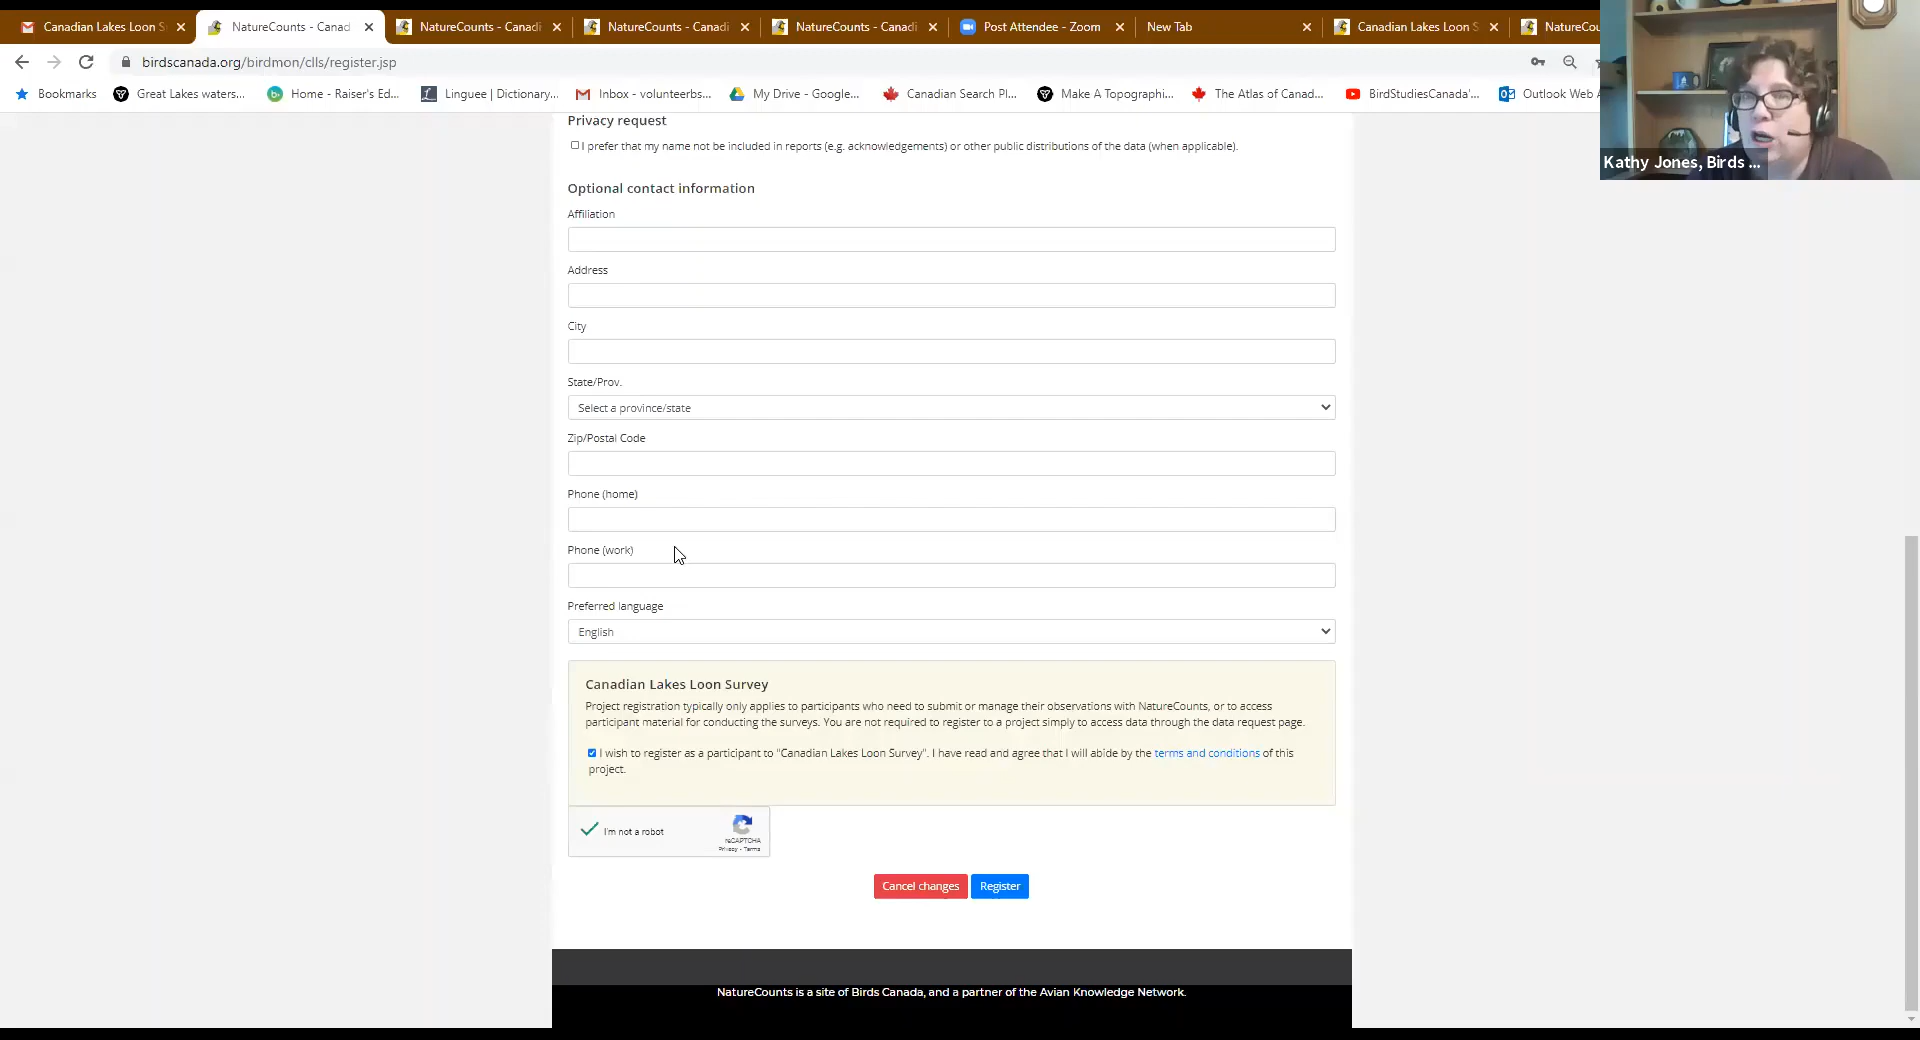 Canadian Lakes Loon S
NatureCounts - Canad
NatureCounts - Canadi
NatureCounts - Canadi
NatureCounts - Canadi
Post Attendee - Zoom
New Tab
Canadian Lakes Loon S
NatureCou
birdscanada.org/birdmon/clls/register.jsp
Bookmarks
Great Lakes waters...
Home - Raiser's Ed...
Linguee | Dictionary...
Inbox - volunteerbs...
My Drive - Google...
Canadian Search Pl...
Make A Topographi...
The Atlas of Canad...
BirdStudiesCanada'...
Outlook Web A
Kathy Jones, Birds ...
Privacy request
I prefer that my name not be included in reports (e.g. acknowledgements) or other public distributions of the data (when applicable).
Optional contact information
Affiliation
Address
City
State/Prov.
Select a province/state
Zip/Postal Code
Phone (home)
Phone (work)
Preferred language
English
Canadian Lakes Loon Survey
Project registration typically only applies to participants who need to submit or manage their observations with NatureCounts, or to access
participant material for conducting the surveys. You are not required to register to a project simply to access data through the data request page.
I wish to register as a participant to "Canadian Lakes Loon Survey". I have read and agree that I will abide by the terms and conditions of this
project.
I'm not a robot
reCAPTCHA
Privacy - Terms
Cancel changes
Register
NatureCounts is a site of Birds Canada, and a partner of the Avian Knowledge Network.